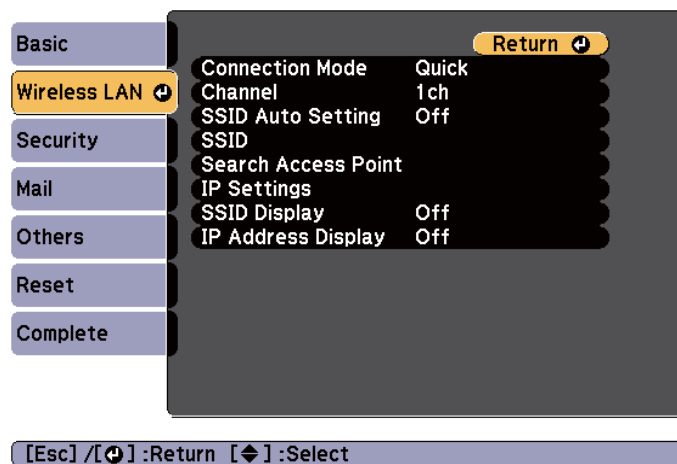 Basic
Wireless LAN
Security
Mail
Others
Reset
Complete
Return
Connection Mode Quick
Channel 1ch
SSID Auto Setting Off
SSID
Search Access Point
IP Settings
SSID Display Off
IP Address Display Off
[Esc] /[⏎] :Return [◆] :Select